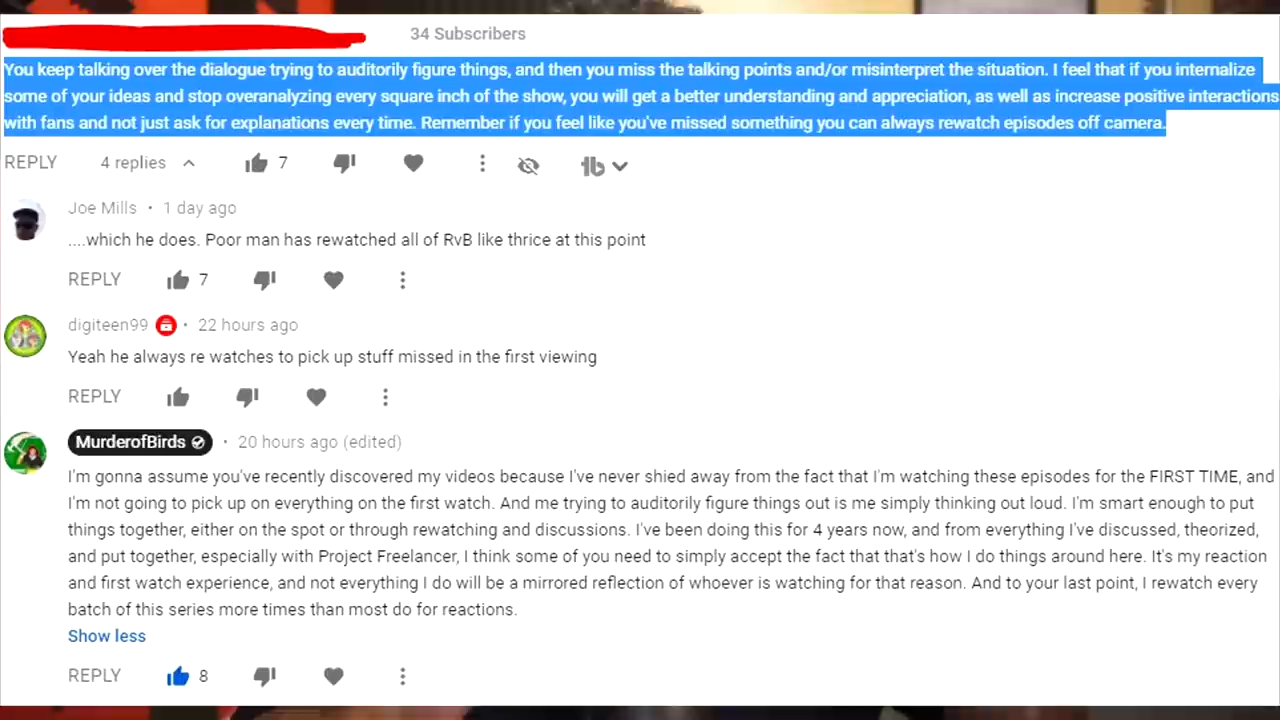 34 Subscribers
You keep talking over the dialogue trying to auditorily figure things, and then you miss the talking points and/or misinterpret the situation. I feel that if you internalize
some of your ideas and stop overanalyzing every square inch of the show, you will get a better understanding and appreciation, as well as increase positive interactions
with fans and not just ask for explanations every time. Remember if you feel like you've missed something you can always rewatch episodes off camera.
REPLY 4 replies 7
Joe Mills • 1 day ago
....which he does. Poor man has rewatched all of RvB like thrice at this point
REPLY 7
digiteen99 • 22 hours ago
Yeah he always re watches to pick up stuff missed in the first viewing
REPLY
MurderofBirds • 20 hours ago (edited)
I'm gonna assume you've recently discovered my videos because I've never shied away from the fact that I'm watching these episodes for the FIRST TIME, and
I'm not going to pick up on everything on the first watch. And me trying to auditorily figure things out is me simply thinking out loud. I'm smart enough to put
things together, either on the spot or through rewatching and discussions. I've been doing this for 4 years now, and from everything I've discussed, theorized,
and put together, especially with Project Freelancer, I think some of you need to simply accept the fact that that's how I do things around here. It's my reaction
and first watch experience, and not everything I do will be a mirrored reflection of whoever is watching for that reason. And to your last point, I rewatch every
batch of this series more times than most do for reactions.
Show less
REPLY 8